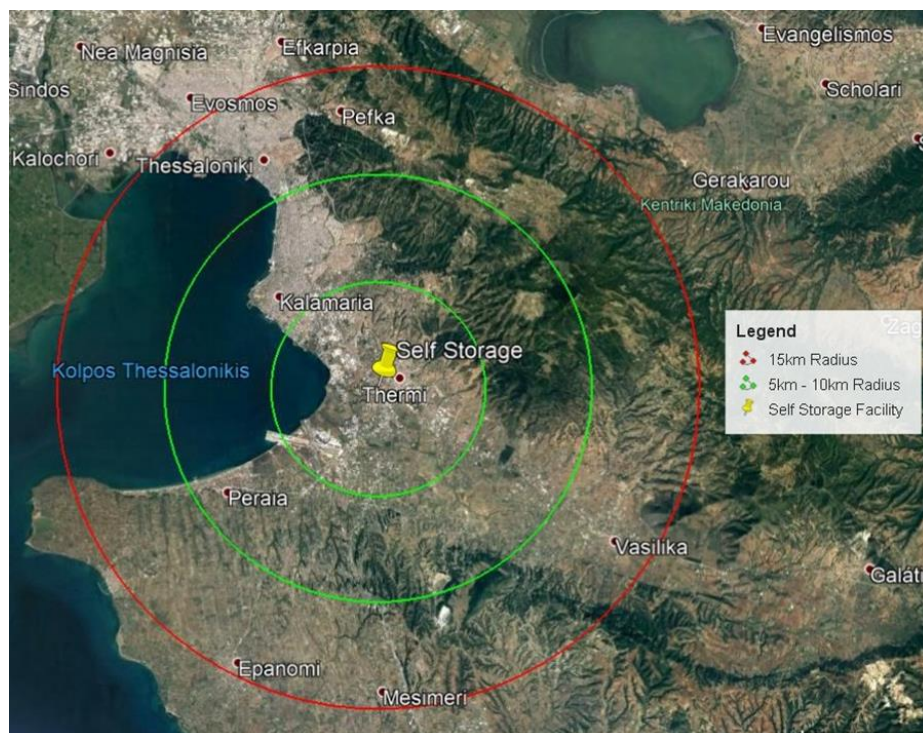 Efkarpia
Evangelismos
Nea Magnisia
Sindos
Evosmos
Scholari
Pefka
Kalochori
Thessaloniki
Gerakarou
Kentriki Makedonia
Kalamaria
Legend
15km Radius
5km - 10km Radius
Self Storage Facility
Self Storage
Kolpos Thessalonikis
Thermi
Peraia
Vasilika
Epanomi
Mesimeri